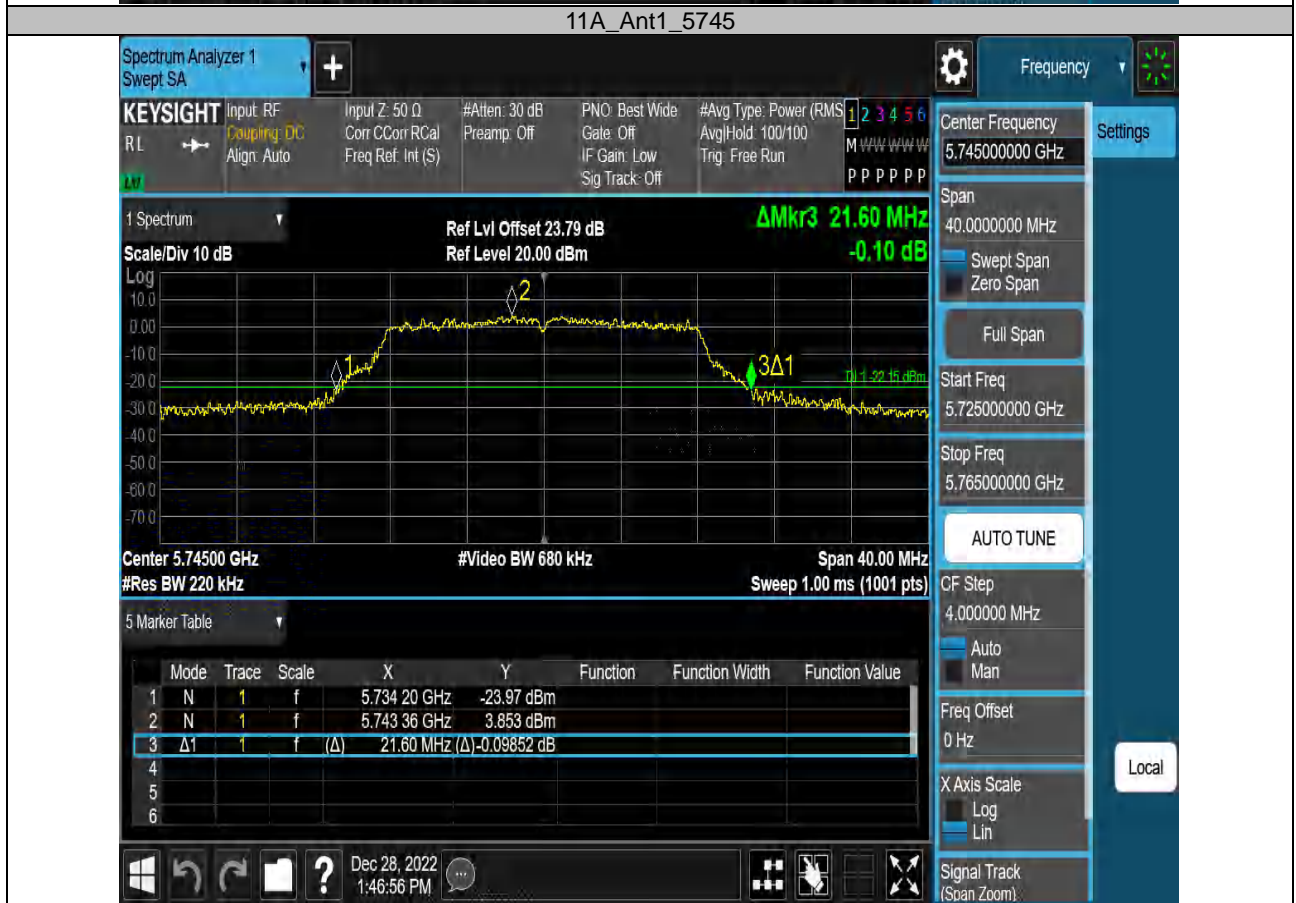 11A_Ant1_5745
Spectrum Analyzer 1
Swept SA
Frequency
KEYSIGHT
RL
Input: RF
Coupling: DC
Align: Auto
Input Z: 50 Ω
Corr CCorr RCal
Freq Ref: Int (S)
#Atten: 30 dB
Preamp: Off
PNO: Best Wide
Gate: Off
IF Gain: Low
Sig Track: Off
#Avg Type: Power (RMS
Avg|Hold: 100/100
Trig: Free Run
1 2 3 4 5 6
M W W W W W
P P P P P P
1 Spectrum
Scale/Div 10 dB
Ref Lvl Offset 23.79 dB
Ref Level 20.00 dBm
ΔMkr3 21.60 MHz
-0.10 dB
Log
10.0
0.00
-10.0
-20.0
-30.0
-40.0
-50.0
-60.0
-70.0
1
2
3Δ1
DL1 -22.15 dBm
Center 5.74500 GHz
#Video BW 680 kHz
Span 40.00 MHz
#Res BW 220 kHz
Sweep 1.00 ms (1001 pts)
5 Marker Table
Mode Trace Scale X Y Function Function Width Function Value
1 N 1 f 5.734 20 GHz -23.97 dBm
2 N 1 f 5.743 36 GHz 3.853 dBm
3 Δ1 1 f (Δ) 21.60 MHz (Δ) -0.09852 dB
4
5
6
Dec 28, 2022
1:46:56 PM
Center Frequency
5.745000000 GHz
Settings
Span
40.0000000 MHz
Swept Span
Zero Span
Full Span
Start Freq
5.725000000 GHz
Stop Freq
5.765000000 GHz
AUTO TUNE
CF Step
4.000000 MHz
Auto
Man
Freq Offset
0 Hz
X Axis Scale
Log
Lin
Local
Signal Track
(Span Zoom)